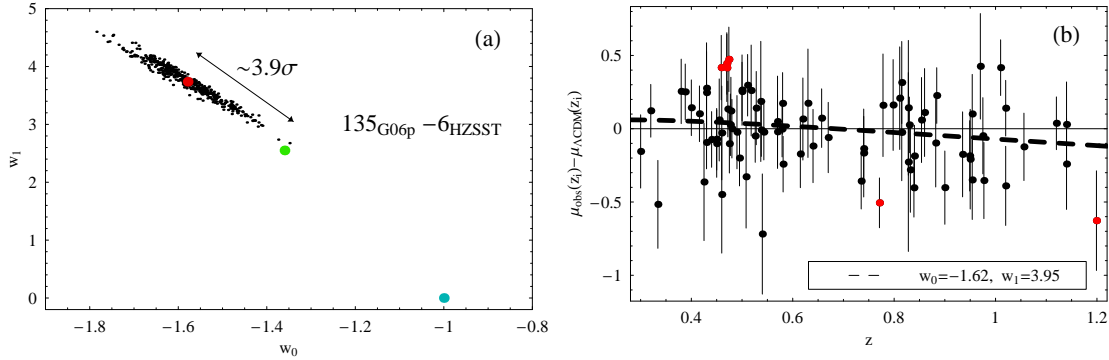 (a)
~3.9σ
135G06p −6HZSST
w1
5
4
3
2
1
0
−1.8
−1.6
−1.4
−1.2
−1
−0.8
w0
(b)
μobs(zi)−μΛCDM(zi)
0.5
0
−0.5
−1
w0=−1.62, w1=3.95
0.4
0.6
0.8
1
1.2
z